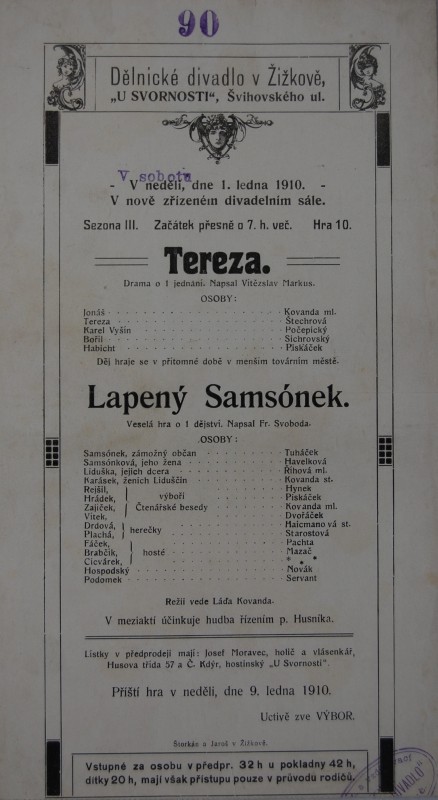 90
Dělnické divadlo v Žižkově,
„U SVORNOSTI“, Švihovského ul.
V sobotu
- V neděli, dne 1. ledna 1910. -
V nově zřízeném divadelním sále.
Sezona III. Začátek přesně o 7. h. več. Hra 10.
Tereza.
Drama o 1 jednání. Napsal Vítězslav Markus.
OSOBY:
Jonáš Kovanda ml.
Tereza Štechrová
Karel Vyšín Počepický
Bořil Sichrovský
Habicht Piskáček
Děj hraje se v přítomné době v menším továrním městě.
Lapený Samsónek.
Veselá hra o 1 dějství. Napsal Fr. Svoboda.
OSOBY:
Samsónek, zámožný občan Tuháček
Samsónková, jeho žena Havelková
Liduška, jejich dcera Říhová ml.
Karásek, ženich Liduščin Kovanda st.
Rejšil, Hynek
Hrádek, výboři Piskáček
Zajíček, Čtenářské besedy Kovanda ml.
Vítek, Dvořáček
Drdová, Maicmanová st.
Plachá, herečky Starostová
Fáček, Pachta
Brabčík, hosté Mazač
Cicvárek, * * *
Hospodský Novák
Podomek Servant
Režii vede Láďa Kovanda.
V meziaktí účinkuje hudba řízením p. Husníka.
Lístky v předprodeji mají: Josef Moravec, holič a vlásenkář,
Husova třída 57 a Č. Kdýr, hostinský „U Svornosti“.
Příští hra v neděli, dne 9. ledna 1910.
Uctivě zve VÝBOR.
a Jaroš v Žižkově.
Vstupné za osobu v předpr. 32 h u pokladny 42 h,
dítky 20 h, mají však přístupu pouze v průvodu rodičů.